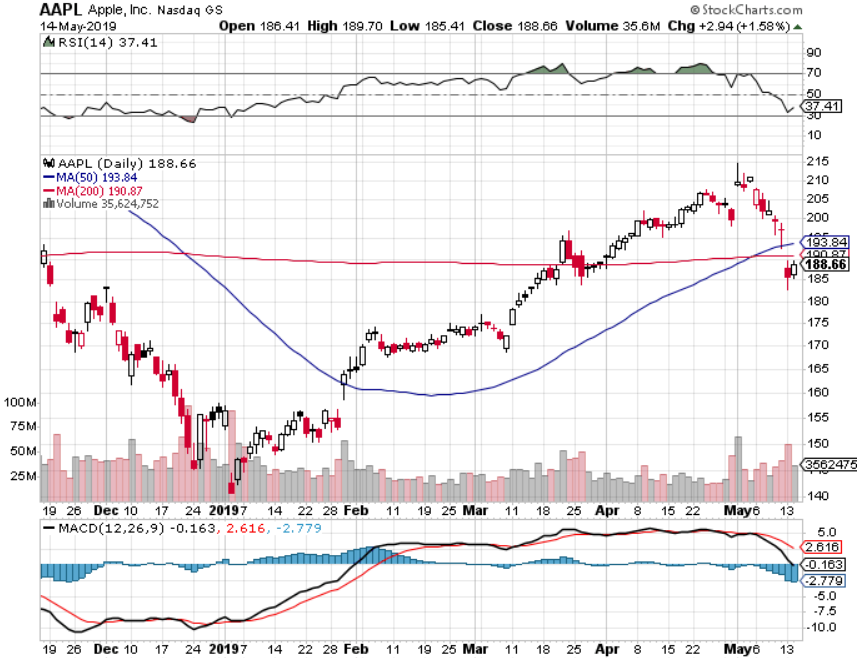 AAPL Apple, Inc. Nasdaq GS @StockCharts.com
14-May-2019 Open 186.41 High 189.70 Low 185.41 Close 188.66 Volume 35.6M Chg +2.94 (+1.58%)
RSI(14) 37.41
90
70
50
37.41
30
10
AAPL (Daily) 188.66
MA(50) 193.84
MA(200) 190.87
Volume 35,624,752
215
210
205
200
193.84
190.87
188.66
185
180
175
170
165
160
155
150
3562475
140
100M
75M
50M
25M
19 26 Dec 10 17 24 2019 7 14 22 28 Feb 11 19 25 Mar 11 18 25 Apr 8 15 22 May 6 13
MACD(12,26,9) -0.163, 2.616, -2.779
5.0
2.616
-0.163
-2.779
-5.0
-7.5
-10.0
19 26 Dec 10 17 24 2019 7 14 22 28 Feb 11 19 25 Mar 11 18 25 Apr 8 15 22 May 6 13